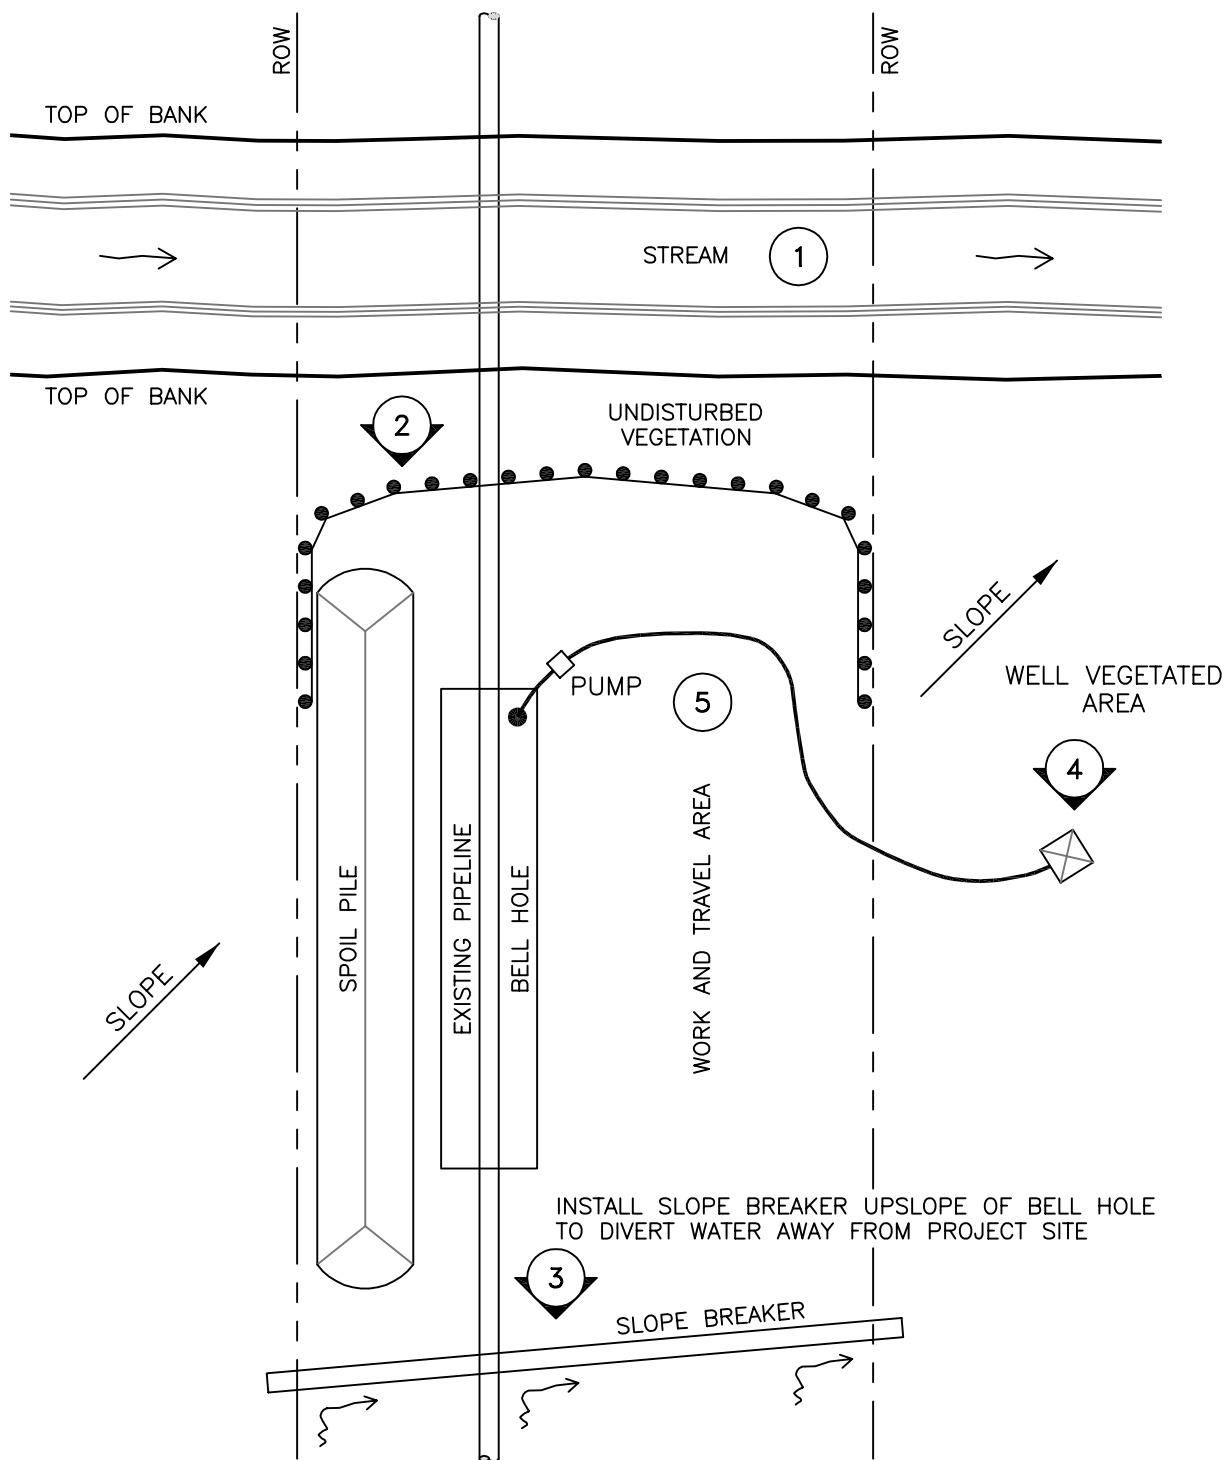 ROW
ROW
TOP OF BANK
STREAM
1
TOP OF BANK
2
UNDISTURBED
VEGETATION
SLOPE
WELL VEGETATED
AREA
PUMP
5
4
EXISTING PIPELINE
BELL HOLE
SPOIL PILE
WORK AND TRAVEL AREA
SLOPE
INSTALL SLOPE BREAKER UPSLOPE OF BELL HOLE
TO DIVERT WATER AWAY FROM PROJECT SITE
3
SLOPE BREAKER